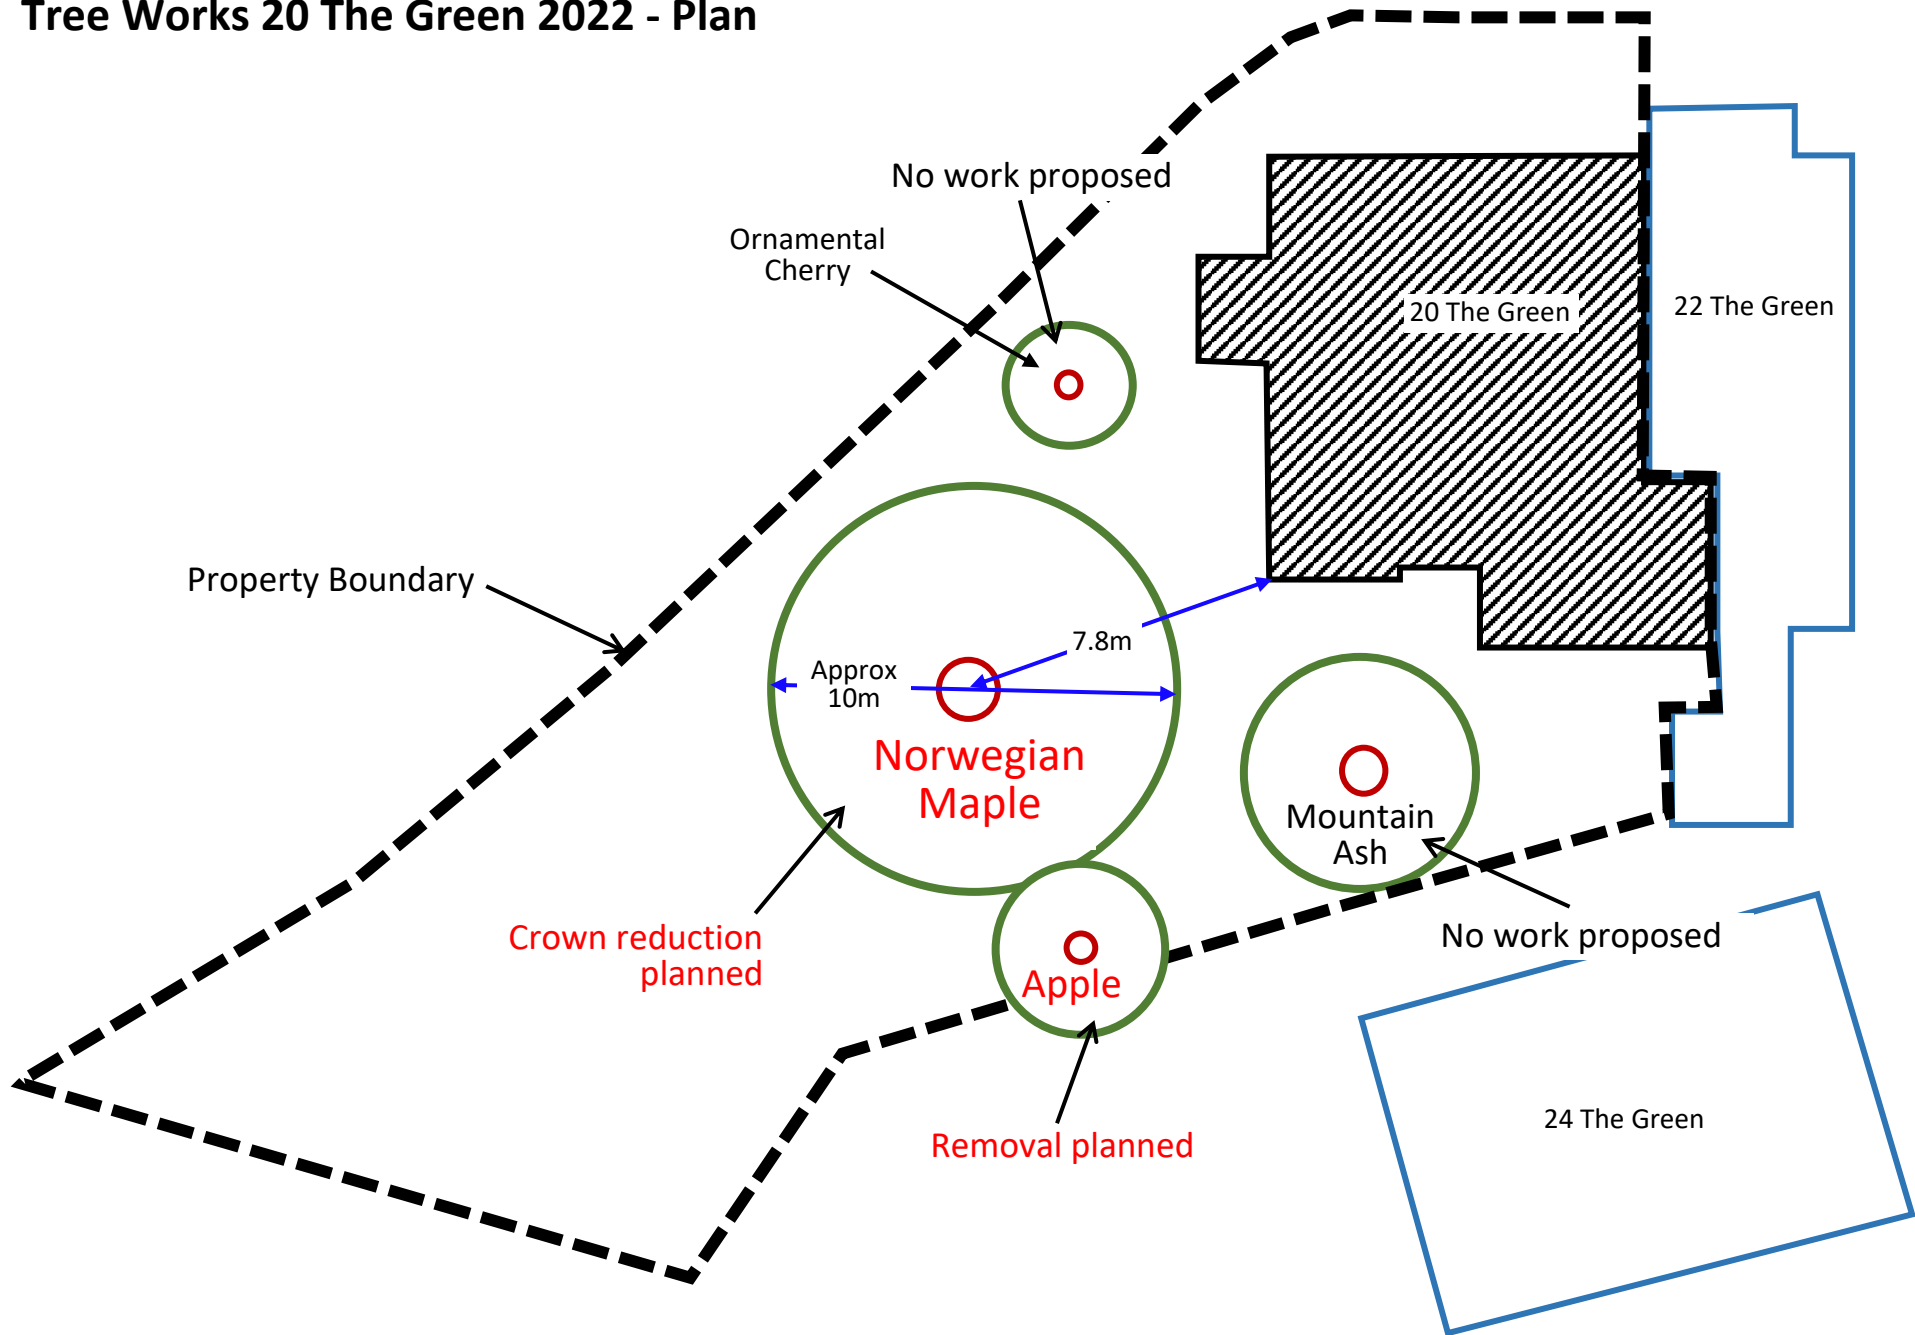 Tree Works 20 The Green 2022 - Plan
No work proposed
Ornamental
Cherry
20 The Green
22 The Green
Property Boundary
7.8m
Approx
10m
Norwegian
Maple
Mountain
Ash
Crown reduction
planned
No work proposed
Apple
24 The Green
Removal planned